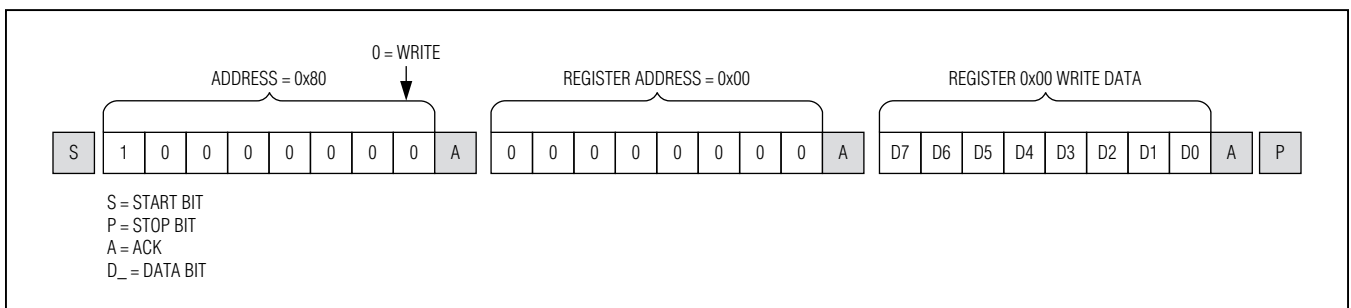 0 = WRITE
ADDRESS = 0x80 REGISTER ADDRESS = 0x00 REGISTER 0x00 WRITE DATA
S 1 0 0 0 0 0 0 0 A 0 0 0 0 0 0 0 0 A D7 D6 D5 D4 D3 D2 D1 D0 A P
S = START BIT
P = STOP BIT
A = ACK
D_ = DATA BIT